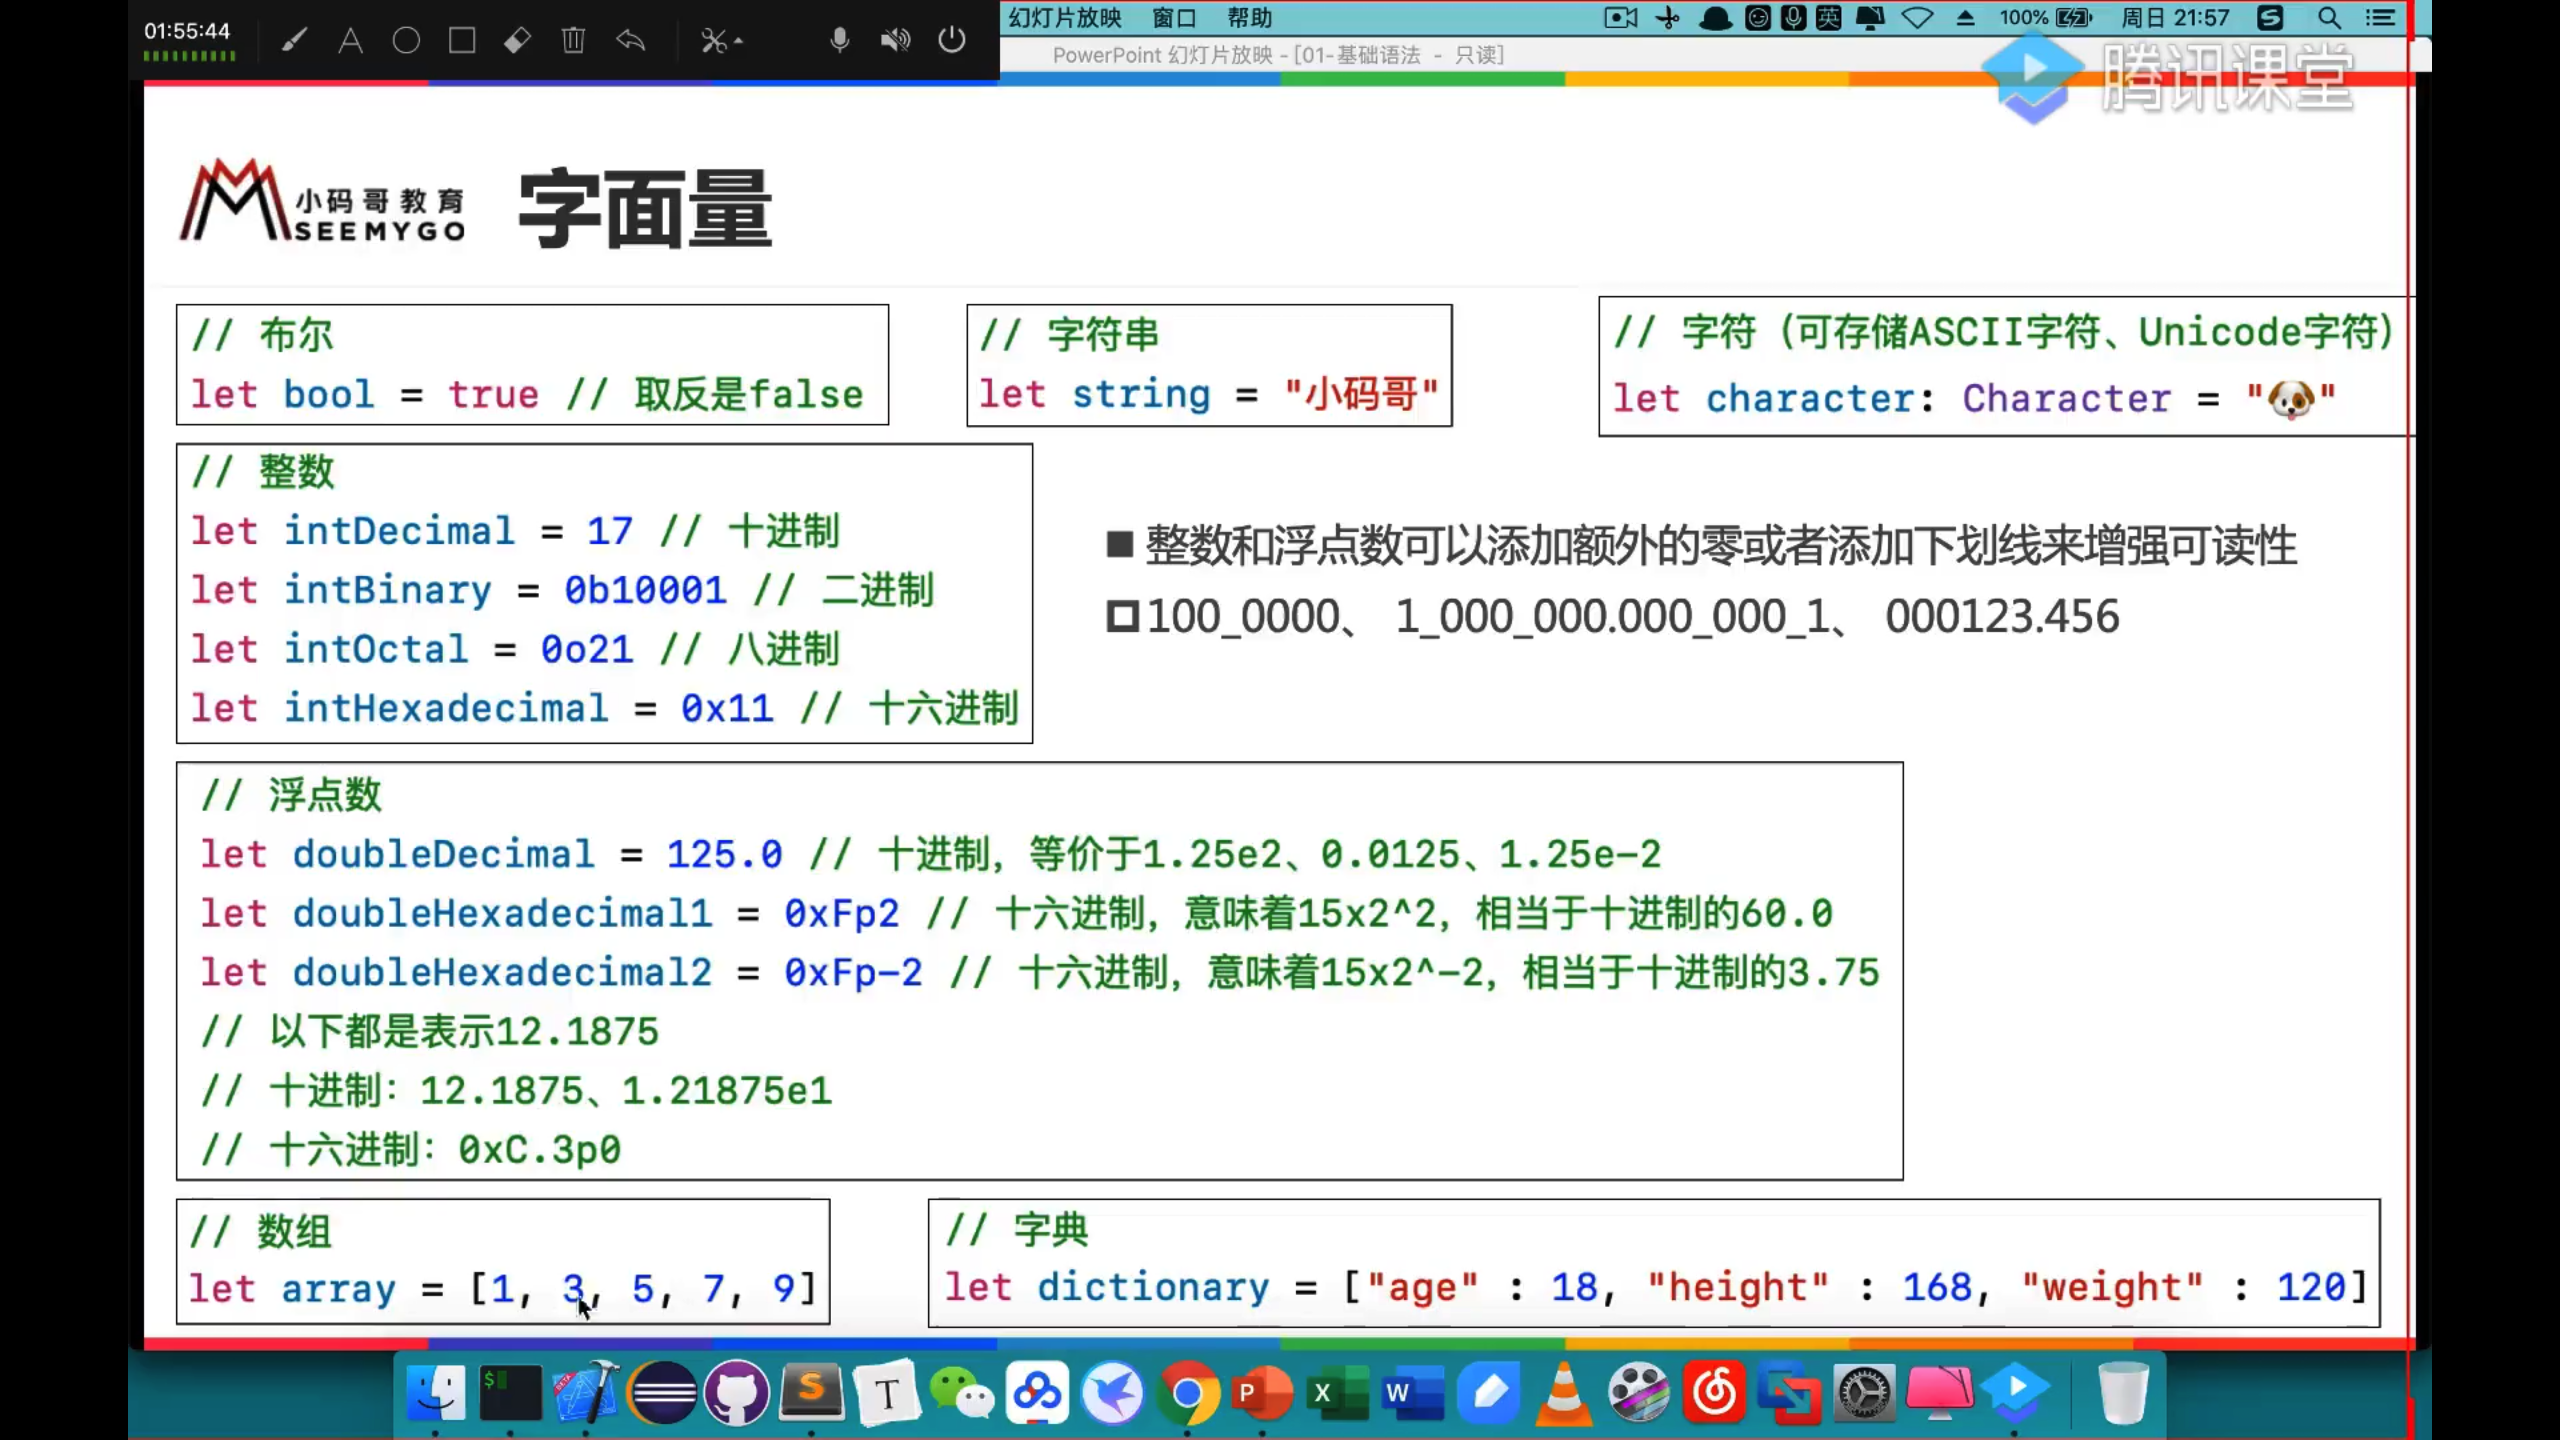 01:55:44
幻灯片放映 窗口 帮助
英 100% 周日 21:57
PowerPoint 幻灯片放映 - [01-基础语法 - 只读]
腾讯课堂
小码哥教育
SEEMYGO
字面量
// 布尔
let bool = true // 取反是false
// 字符串
let string = "小码哥"
// 字符（可存储ASCII字符、Unicode字符）
let character: Character = "🐶"
// 整数
let intDecimal = 17 // 十进制
let intBinary = 0b10001 // 二进制
let intOctal = 0o21 // 八进制
let intHexadecimal = 0x11 // 十六进制
■ 整数和浮点数可以添加额外的零或者添加下划线来增强可读性
□ 100_0000、 1_000_000.000_000_1、 000123.456
// 浮点数
let doubleDecimal = 125.0 // 十进制，等价于1.25e2、0.0125、1.25e-2
let doubleHexadecimal1 = 0xFp2 // 十六进制，意味着15x2^2，相当于十进制的60.0
let doubleHexadecimal2 = 0xFp-2 // 十六进制，意味着15x2^-2，相当于十进制的3.75
// 以下都是表示12.1875
// 十进制：12.1875、1.21875e1
// 十六进制：0xC.3p0
// 数组
let array = [1, 3, 5, 7, 9]
// 字典
let dictionary = ["age" : 18, "height" : 168, "weight" : 120]